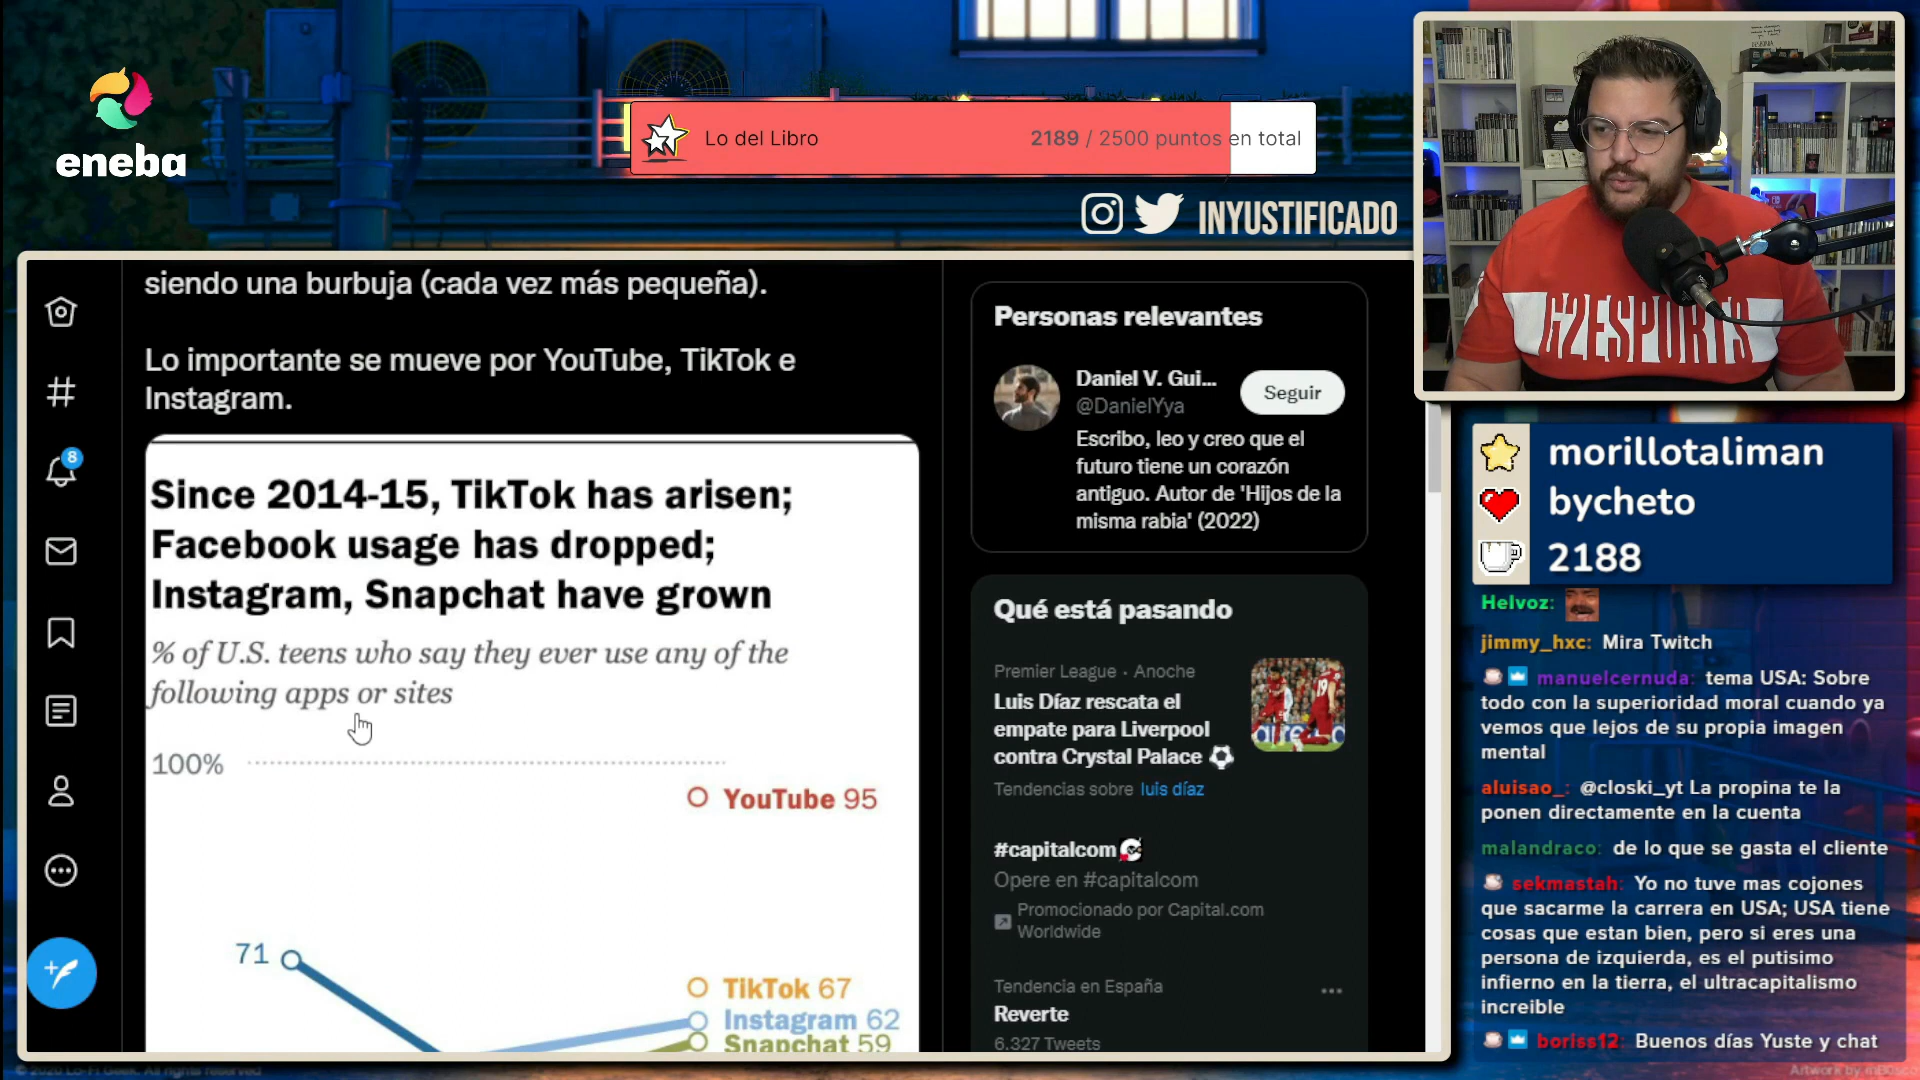 eneba
Lo del Libro
2189 / 2500 puntos en total
INYUSTIFICADO
G2ESPORTS
siendo una burbuja (cada vez más pequeña).
Lo importante se mueve por YouTube, TikTok e
Instagram.
8
Since 2014-15, TikTok has arisen;
Facebook usage has dropped;
Instagram, Snapchat have grown
% of U.S. teens who say they ever use any of the
following apps or sites
100%
YouTube 95
71
TikTok 67
Instagram 62
Snapchat 59
Personas relevantes
Daniel V. Gui...
@DanielYya
Seguir
Escribo, leo y creo que el
futuro tiene un corazón
antiguo. Autor de 'Hijos de la
misma rabia' (2022)
Qué está pasando
Premier League · Anoche
Luis Díaz rescata el
empate para Liverpool
contra Crystal Palace
Tendencias sobre luis díaz
#capitalcom
Opere en #capitalcom
Promocionado por Capital.com
Worldwide
Tendencia en España
Reverte
6.327 Tweets
morillotaliman
bycheto
2188
Helvoz:
jimmy_hxc: Mira Twitch
manuelcernuda: tema USA: Sobre
todo con la superioridad moral cuando ya
vemos que lejos de su propia imagen
mental
aluisao_: @closki_yt La propina te la
ponen directamente en la cuenta
malandraco: de lo que se gasta el cliente
sekmastah: Yo no tuve mas cojones
que sacarme la carrera en USA; USA tiene
cosas que estan bien, pero si eres una
persona de izquierda, es el putisimo
infierno en la tierra, el ultracapitalismo
increible
boriss12: Buenos días Yuste y chat